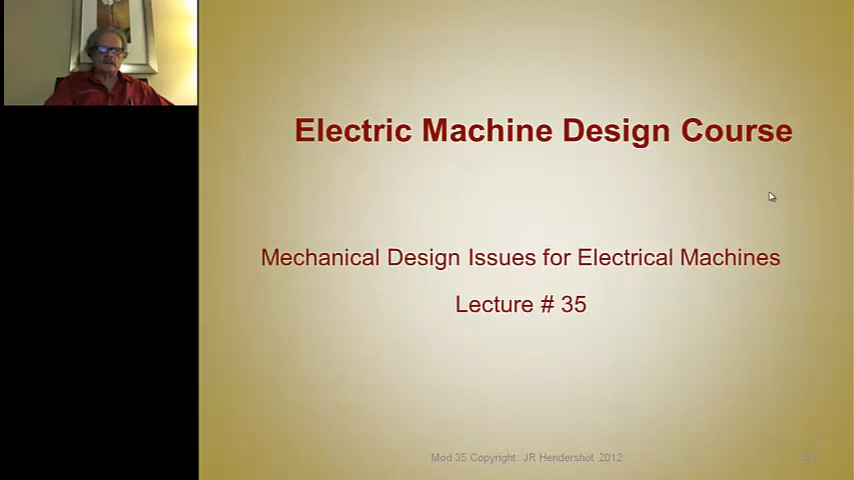 Electric Machine Design Course
Mechanical Design Issues for Electrical Machines
Lecture # 35
Mod 35 Copyright: JR Hendershot 2012